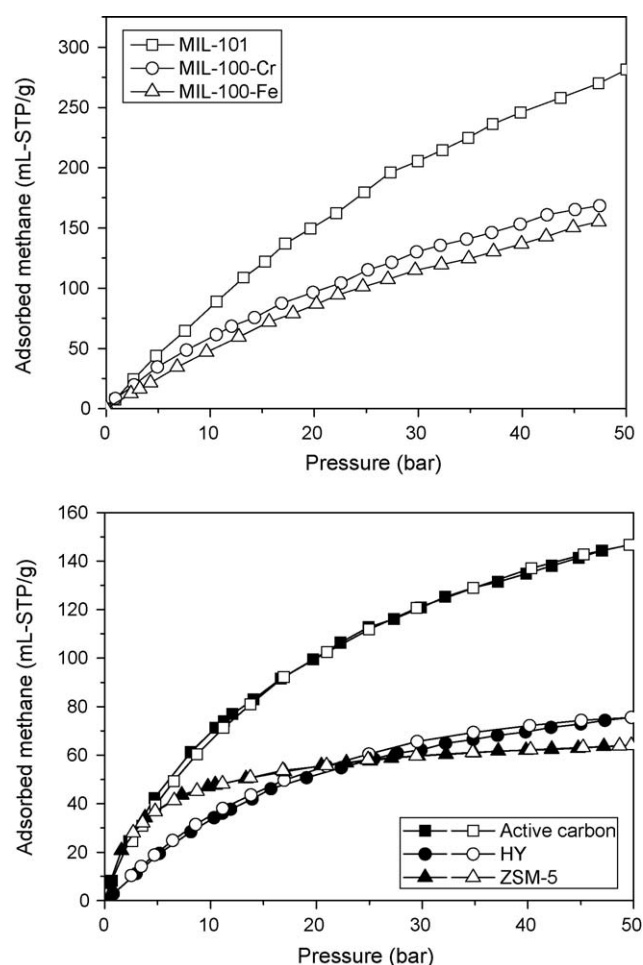 Adsorbed methane (mL-STP/g)
300
250
200
150
100
50
0
MIL-101
MIL-100-Cr
MIL-100-Fe
0 10 20 30 40 50
Pressure (bar)
Adsorbed methane (mL-STP/g)
160
140
120
100
80
60
40
20
0
Active carbon
HY
ZSM-5
0 10 20 30 40 50
Pressure (bar)